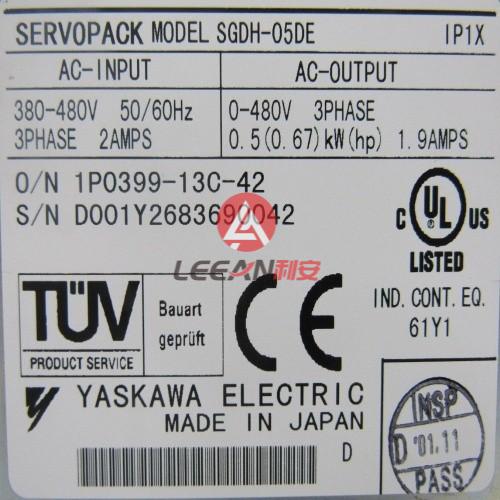 SERVOPACK MODEL SGDH-05DE IP1X
AC-INPUT AC-OUTPUT
380-480V 50/60Hz 0-480V 3PHASE
3PHASE 2AMPS 0.5(0.67)kW(hp) 1.9AMPS
O/N 1P0399-13C-42
S/N D001Y2683690042
LEEAN利安
C UL US
LISTED
IND. CONT. EQ.
61Y1
TÜV
PRODUCT SERVICE
Bauart
geprüft
CE
YASKAWA ELECTRIC
MADE IN JAPAN
D
INSP
D '01.11
PASS